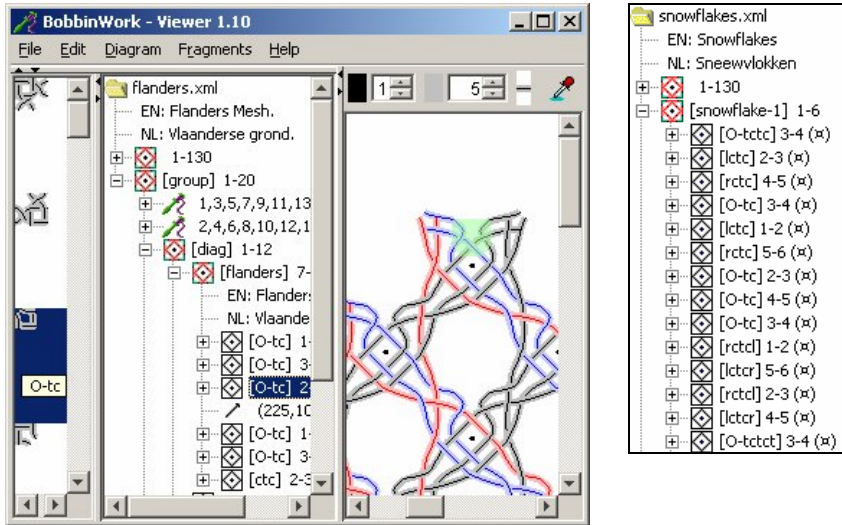 BobbinWork - Viewer 1.10
File Edit Diagram Fragments Help
1 5
O-tc
flanders.xml
EN: Flanders Mesh.
NL: Vlaanderse grond.
1-130
[group] 1-20
1,3,5,7,9,11,13
2,4,6,8,10,12,1
[diag] 1-12
[flanders] 7-
EN: Flander
NL: Vlaande
[O-tc] 1-
[O-tc] 3-
[O-tc] 2
(225,10
[O-tc] 1-
[O-tc] 3-
[ctc] 2-3
snowflakes.xml
EN: Snowflakes
NL: Sneewvlokken
1-130
[snowflake-1] 1-6
[O-tctc] 3-4 (¤)
[lctc] 2-3 (¤)
[rctc] 4-5 (¤)
[O-tc] 3-4 (¤)
[lctc] 1-2 (¤)
[rctc] 5-6 (¤)
[O-tc] 2-3 (¤)
[O-tc] 4-5 (¤)
[O-tc] 3-4 (¤)
[rctcl] 1-2 (¤)
[lctcr] 5-6 (¤)
[rctcl] 2-3 (¤)
[lctcr] 4-5 (¤)
[O-tctct] 3-4 (¤)